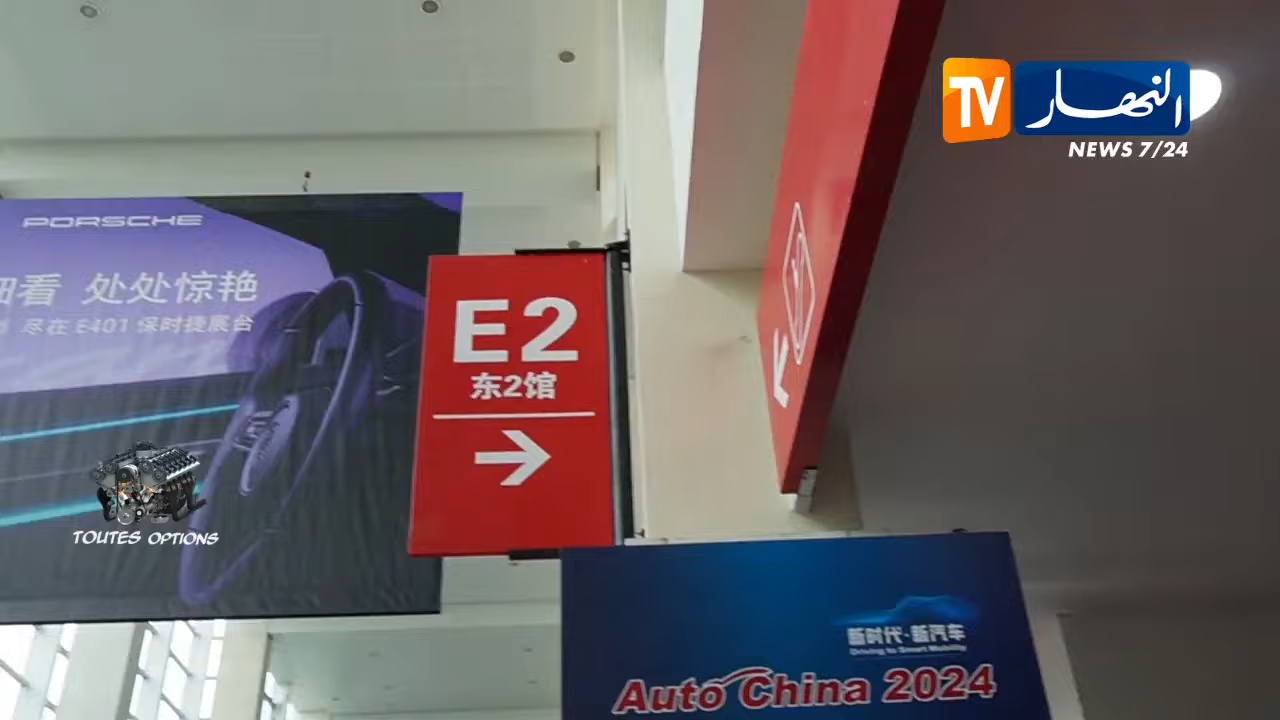 TV النهار
NEWS 7/24
PORSCHE
细看 处处惊艳
尽在 E401 保时捷展台
E2
东2馆
TOUTES OPTIONS
新时代·新汽车
Driving to Smart Mobility
Auto China 2024